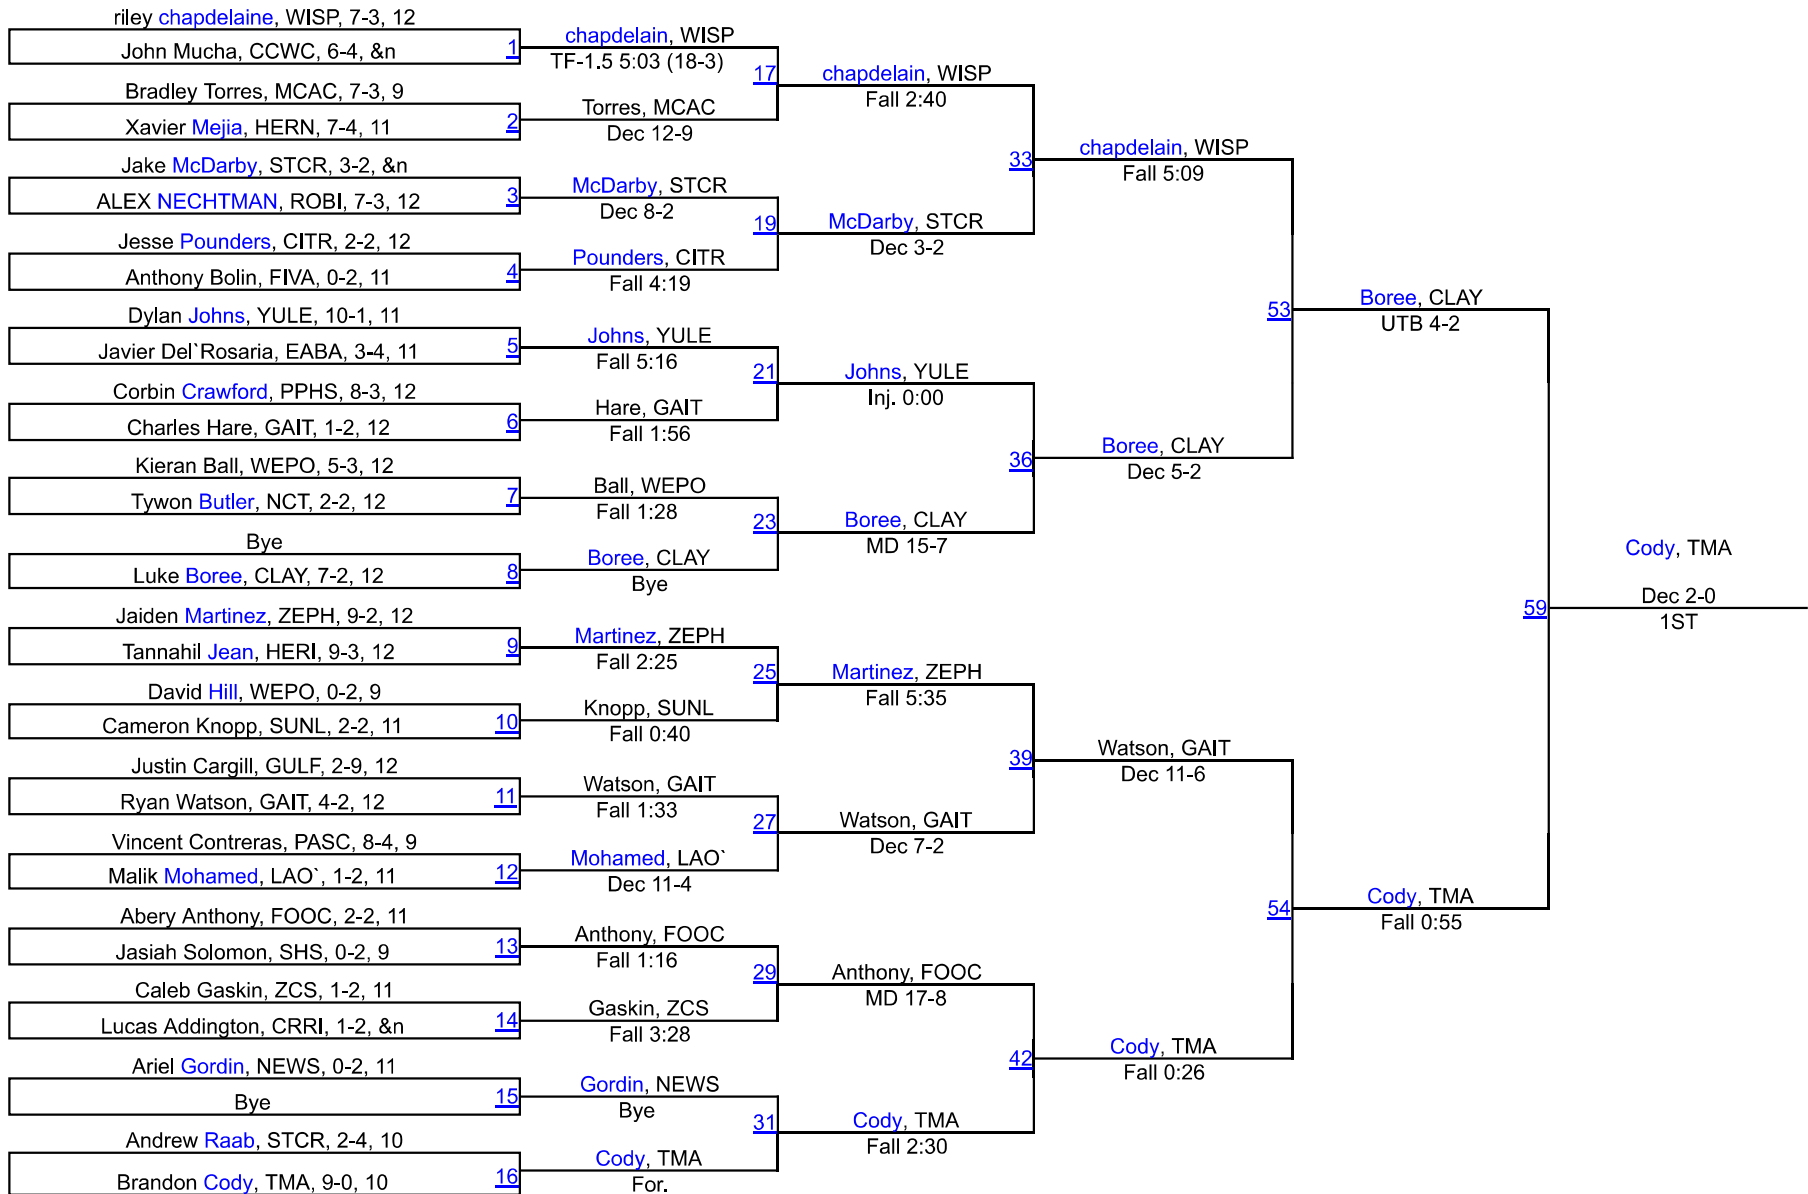 riley chapdelaine, WISP, 7-3, 12
John Mucha, CCWC, 6-4, &n
1
Bradley Torres, MCAC, 7-3, 9
Xavier Mejia, HERN, 7-4, 11
2
Jake McDarby, STCR, 3-2, &n
ALEX NECHTMAN, ROBI, 7-3, 12
3
Jesse Pounders, CITR, 2-2, 12
Anthony Bolin, FIVA, 0-2, 11
4
Dylan Johns, YULE, 10-1, 11
Javier Del`Rosaria, EABA, 3-4, 11
5
Corbin Crawford, PPHS, 8-3, 12
Charles Hare, GAIT, 1-2, 12
6
Kieran Ball, WEPO, 5-3, 12
Tywon Butler, NCT, 2-2, 12
7
Bye
Luke Boree, CLAY, 7-2, 12
8
Jaiden Martinez, ZEPH, 9-2, 12
Tannahil Jean, HERI, 9-3, 12
9
David Hill, WEPO, 0-2, 9
Cameron Knopp, SUNL, 2-2, 11
10
Justin Cargill, GULF, 2-9, 12
Ryan Watson, GAIT, 4-2, 12
11
Vincent Contreras, PASC, 8-4, 9
Malik Mohamed, LAO`, 1-2, 11
12
Abery Anthony, FOOC, 2-2, 11
Jasiah Solomon, SHS, 0-2, 9
13
Caleb Gaskin, ZCS, 1-2, 11
Lucas Addington, CRRI, 1-2, &n
14
Ariel Gordin, NEWS, 0-2, 11
Bye
15
Andrew Raab, STCR, 2-4, 10
Brandon Cody, TMA, 9-0, 10
16
chapdelain, WISP
TF-1.5 5:03 (18-3)
17
Torres, MCAC
Dec 12-9
McDarby, STCR
Dec 8-2
19
Pounders, CITR
Fall 4:19
Johns, YULE
Fall 5:16
21
Hare, GAIT
Fall 1:56
Ball, WEPO
Fall 1:28
23
Boree, CLAY
Bye
Martinez, ZEPH
Fall 2:25
25
Knopp, SUNL
Fall 0:40
Watson, GAIT
Fall 1:33
27
Mohamed, LAO`
Dec 11-4
Anthony, FOOC
Fall 1:16
29
Gaskin, ZCS
Fall 3:28
Gordin, NEWS
Bye
31
Cody, TMA
For.
chapdelain, WISP
Fall 2:40
33
McDarby, STCR
Dec 3-2
Johns, YULE
Inj. 0:00
36
Boree, CLAY
MD 15-7
Martinez, ZEPH
Fall 5:35
39
Watson, GAIT
Dec 7-2
Anthony, FOOC
MD 17-8
42
Cody, TMA
Fall 2:30
chapdelain, WISP
Fall 5:09
53
Boree, CLAY
Dec 5-2
Watson, GAIT
Dec 11-6
54
Cody, TMA
Fall 0:26
Boree, CLAY
UTB 4-2
59
Cody, TMA
Fall 0:55
Cody, TMA
Dec 2-0
1ST